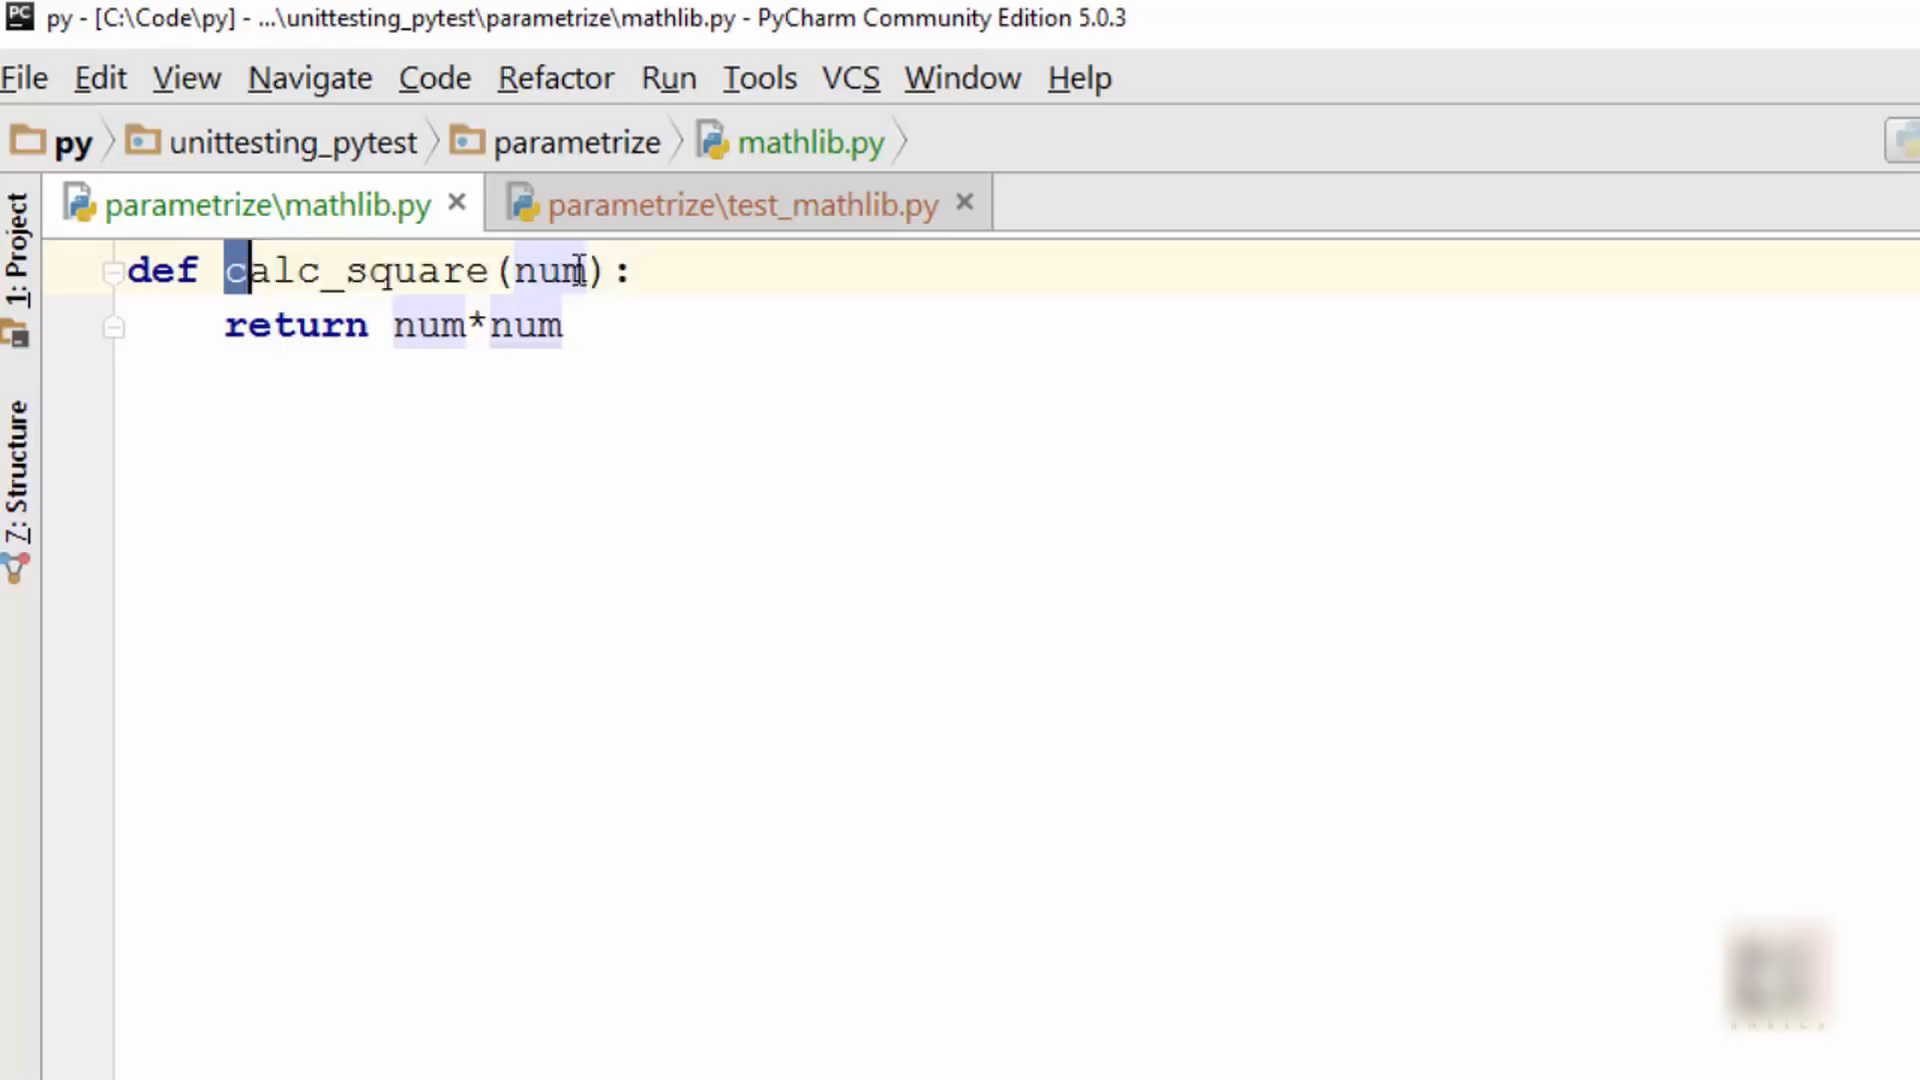 py - [C:\Code\py] - ...\unittesting_pytest\parametrize\mathlib.py - PyCharm Community Edition 5.0.3
File Edit View Navigate Code Refactor Run Tools VCS Window Help
py unittesting_pytest parametrize mathlib.py
parametrize\mathlib.py parametrize\test_mathlib.py
1: Project
7: Structure
def calc_square(num):
return num*num